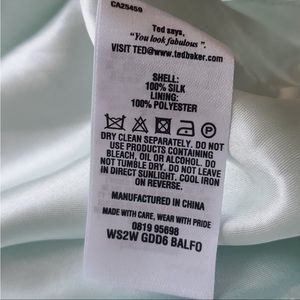 CA25459
Ted says,
"You look fabulous".
VISIT TED@www.tedbaker.com
SHELL:
100% SILK
LINING:
100% POLYESTER
DRY CLEAN SEPARATELY. DO NOT
USE PRODUCTS CONTAINING
BLEACH, OIL OR ALCOHOL. DO
NOT TUMBLE DRY. DO NOT LEAVE
IN DIRECT SUNLIGHT. COOL IRON
ON REVERSE.
MANUFACTURED IN CHINA
MADE WITH CARE, WEAR WITH PRIDE
0819 95698
WS2W GDD6 BALFO